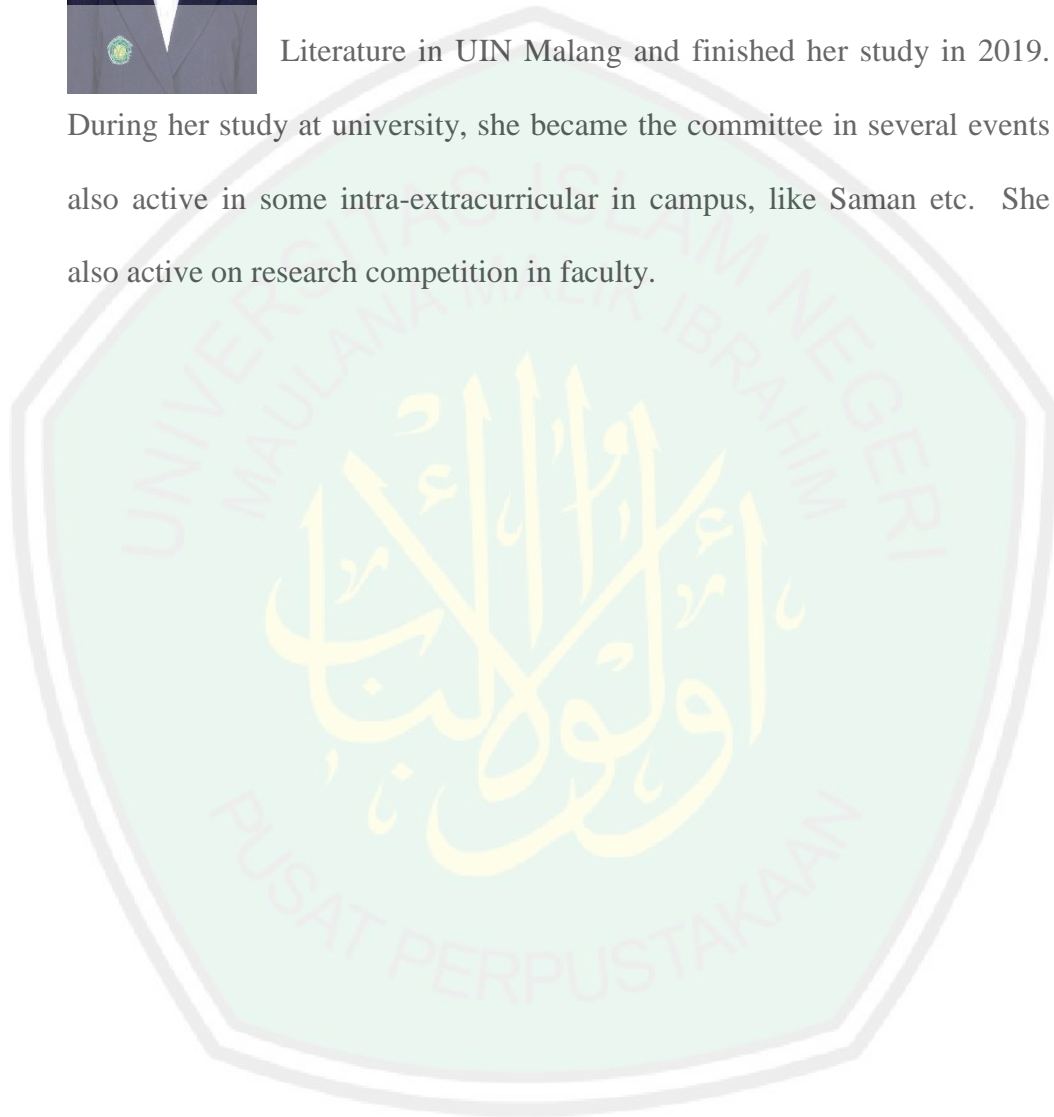 Literature in UIN Malang and finished her study in 2019.
During her study at university, she became the committee in several events
also active in some intra-extracurricular in campus, like Saman etc. She
also active on research competition in faculty.
UNIVERSITAS ISLAM NEGERI
MAULANA MALIK IBRAHIM
أولوا الألباب
PUSAT PERPUSTAKAAN